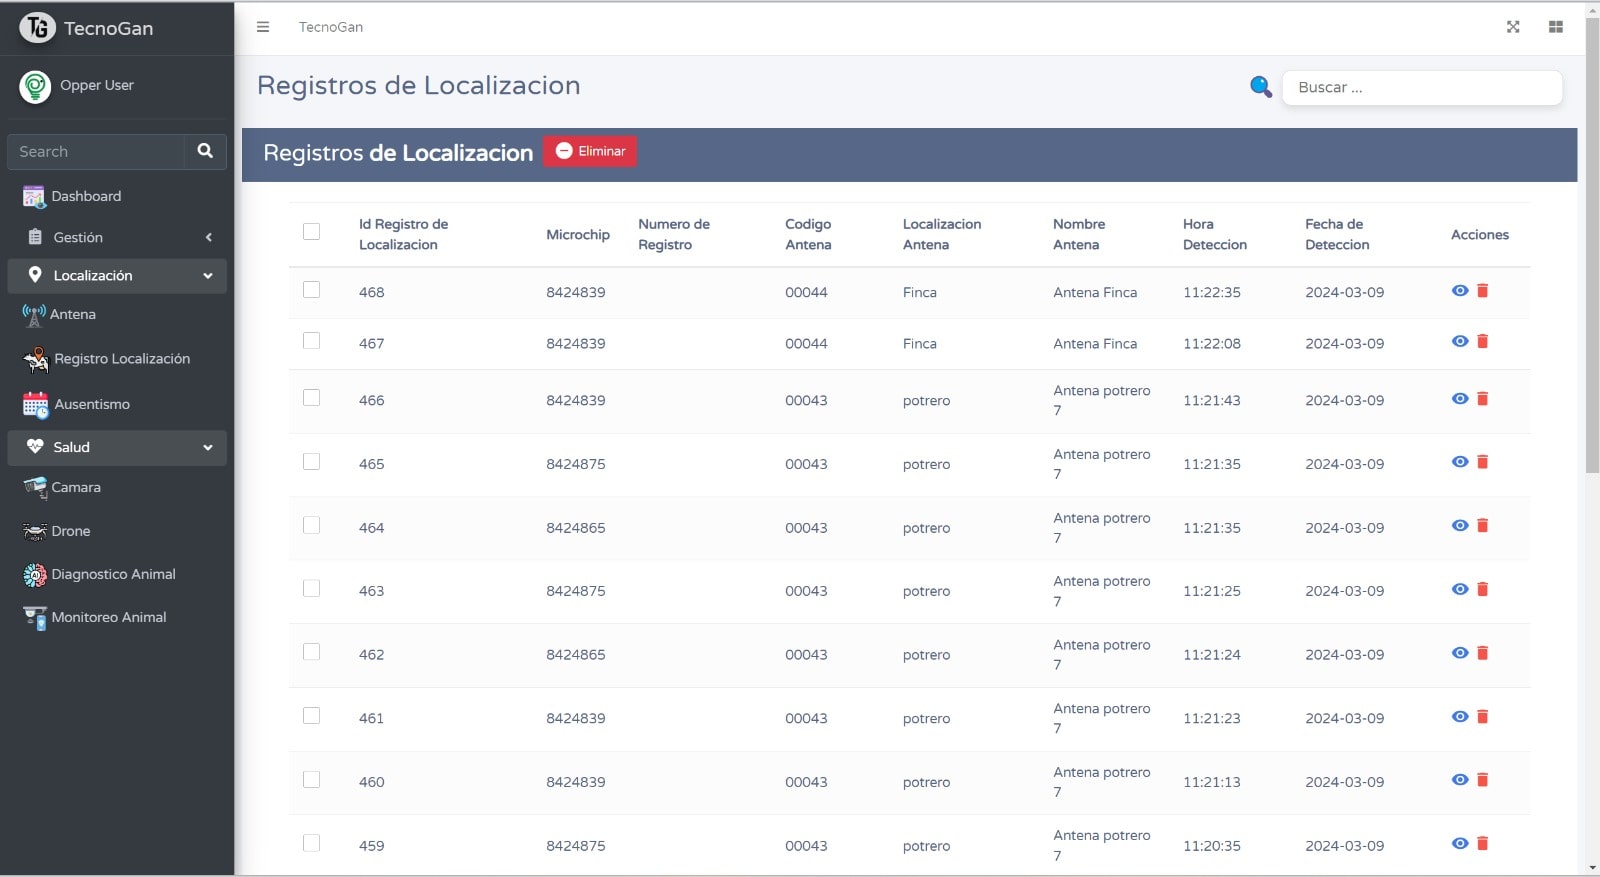 TecnoGan
TecnoGan
Opper User
Registros de Localizacion
Buscar ...
Search
Registros de Localizacion
Eliminar
Dashboard
Gestión
Localización
Antena
Registro Localización
Ausentismo
Salud
Camara
Drone
Diagnostico Animal
Monitoreo Animal
Id Registro de Localizacion Microchip Numero de Registro Codigo Antena Localizacion Antena Nombre Antena Hora Deteccion Fecha de Deteccion Acciones
468 8424839 00044 Finca Antena Finca 11:22:35 2024-03-09
467 8424839 00044 Finca Antena Finca 11:22:08 2024-03-09
466 8424839 00043 potrero Antena potrero 7 11:21:43 2024-03-09
465 8424875 00043 potrero Antena potrero 7 11:21:35 2024-03-09
464 8424865 00043 potrero Antena potrero 7 11:21:35 2024-03-09
463 8424875 00043 potrero Antena potrero 7 11:21:25 2024-03-09
462 8424865 00043 potrero Antena potrero 7 11:21:24 2024-03-09
461 8424839 00043 potrero Antena potrero 7 11:21:23 2024-03-09
460 8424839 00043 potrero Antena potrero 7 11:21:13 2024-03-09
459 8424875 00043 potrero Antena potrero 7 11:20:35 2024-03-09